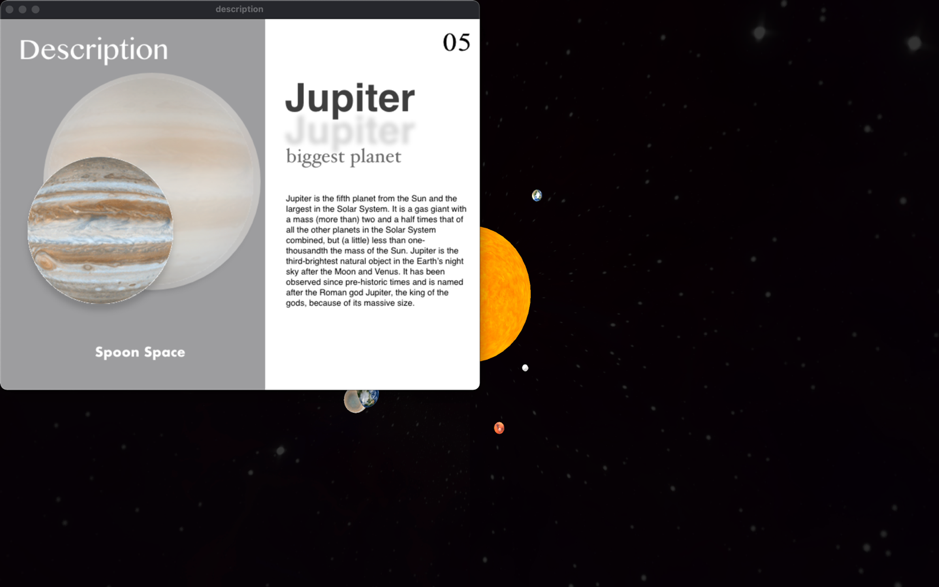 description
Description
05
Jupiter
Jupiter
biggest planet
Jupiter is the fifth planet from the Sun and the
largest in the Solar System. It is a gas giant with
a mass (more than) two and a half times that of
all the other planets in the Solar System
combined, but (a little) less than one-
thousandth the mass of the Sun. Jupiter is the
third-brightest natural object in the Earth's night
sky after the Moon and Venus. It has been
observed since pre-historic times and is named
after the Roman god Jupiter, the king of the
gods, because of its massive size.
Spoon Space